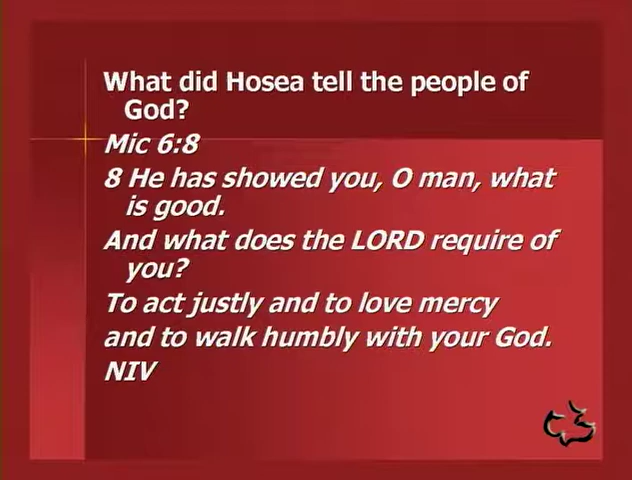 What did Hosea tell the people of
God?
Mic 6:8
8 He has showed you, O man, what
is good.
And what does the LORD require of
you?
To act justly and to love mercy
and to walk humbly with your God.
NIV